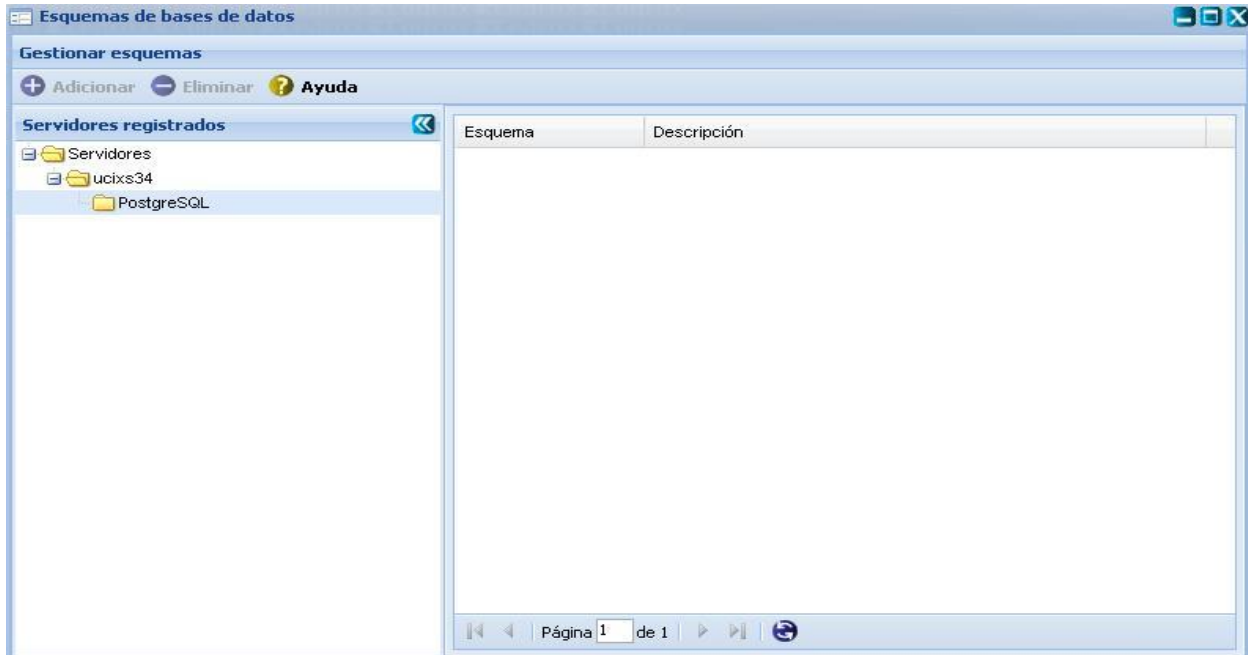 Esquemas de bases de datos
Gestionar esquemas
Adicionar Eliminar Ayuda
Servidores registrados
Servidores
ucixs34
PostgreSQL
Esquema Descripción
Página 1 de 1